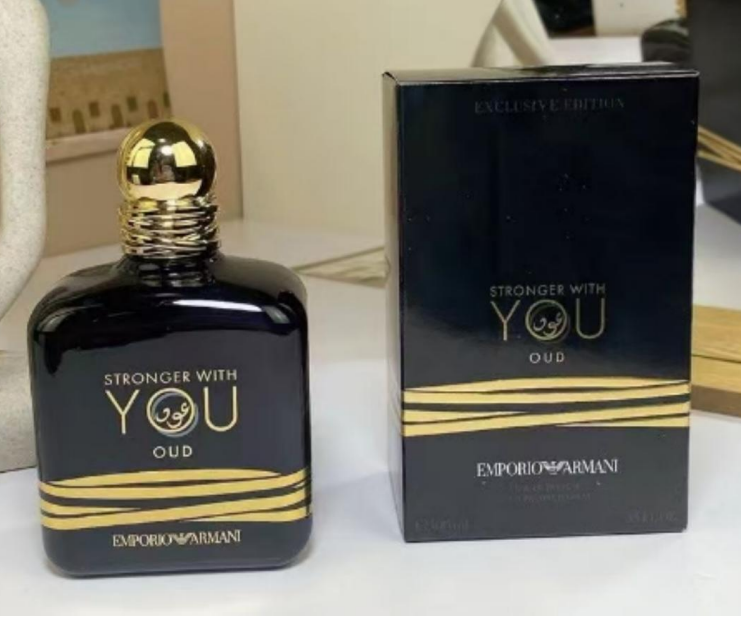 STRONGER WITH
YOU
عود
OUD
EMPORIO ARMANI
EXCLUSIVE EDITION
STRONGER WITH
YOU
عود
OUD
EMPORIO ARMANI